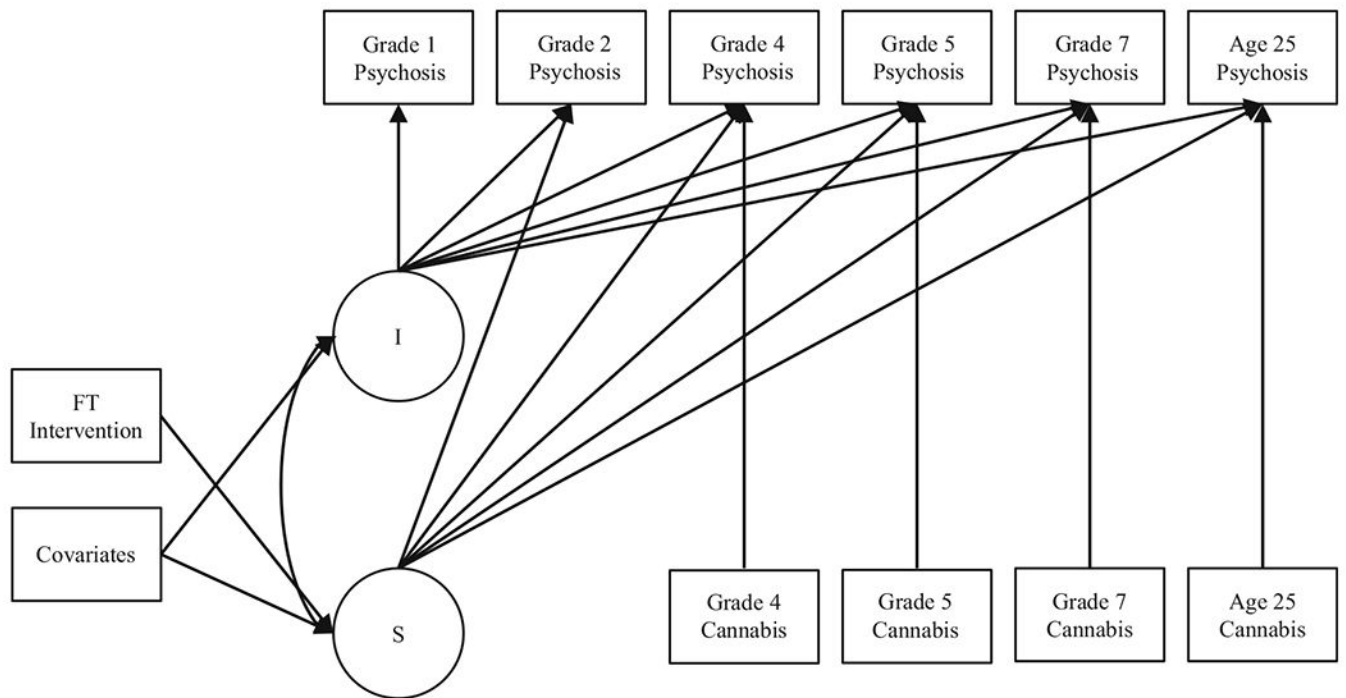 Grade 1
Psychosis
Grade 2
Psychosis
Grade 4
Psychosis
Grade 5
Psychosis
Grade 7
Psychosis
Age 25
Psychosis
I
FT
Intervention
Covariates
S
Grade 4
Cannabis
Grade 5
Cannabis
Grade 7
Cannabis
Age 25
Cannabis